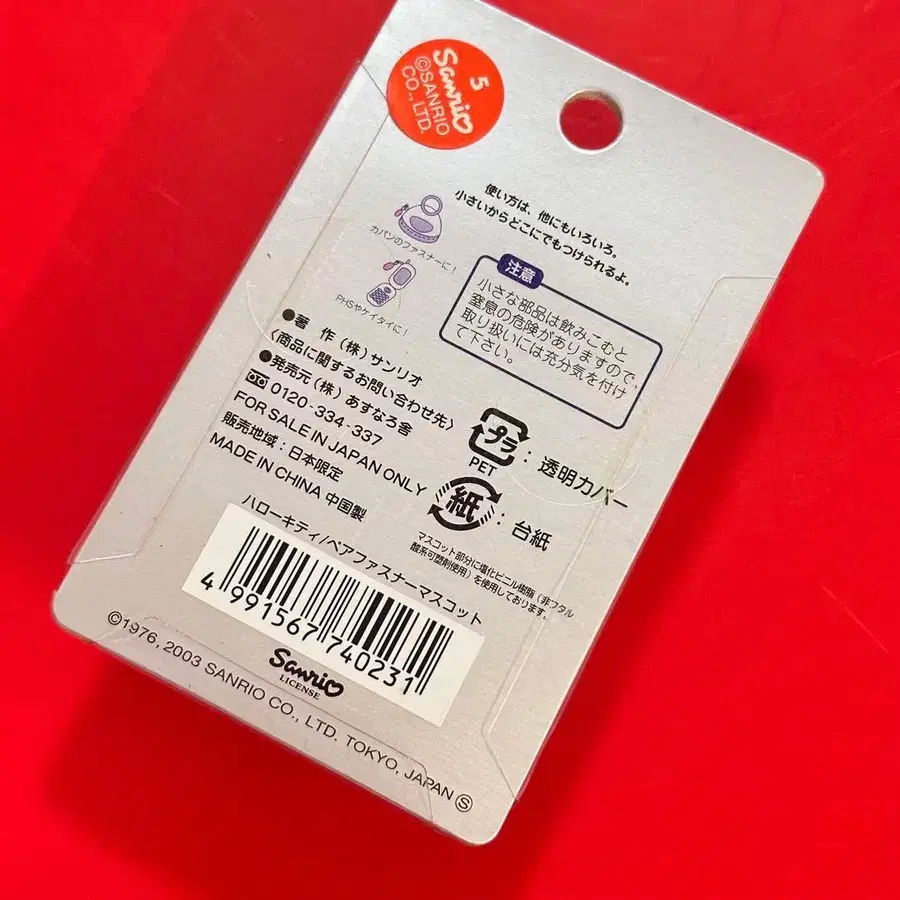 5
Sanrio
©SANRIO
CO., LTD.
使い方は、他にもいろいろ。
小さいからどこにでもつけられるよ。
カバンのファスナーに!
PHSやケイタイに!
注意
小さな部品は飲みこむと
窒息の危険がありますので、
取り扱いには充分気を付け
て下さい。
●著 作(株)サンリオ
〈商品に関するお問い合わせ先〉
●発売元(株)あすなろ舎
0120-334-337
FOR SALE IN JAPAN ONLY
販売地域:日本限定
MADE IN CHINA 中国製
プラ
PET
:透明カバー
紙
:台紙
マスコット部分に塩化ビニル樹脂(非フタル
酸系可塑剤使用)を使用しております。
ハローキティ/ペアファスナーマスコット
4 991567 740231
Sanrio
LICENSE
©1976, 2003 SANRIO CO., LTD. TOKYO, JAPAN Ⓢ